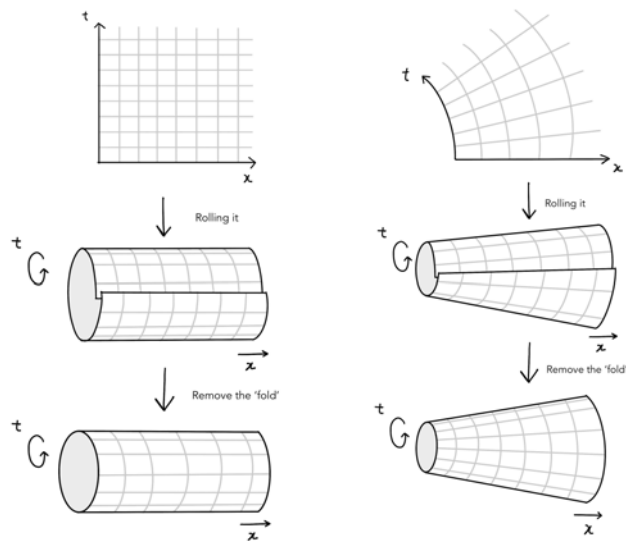 t
x
t
x
Rolling it
Rolling it
t
x
t
x
Remove the 'fold'
Remove the 'fold'
t
x
t
x